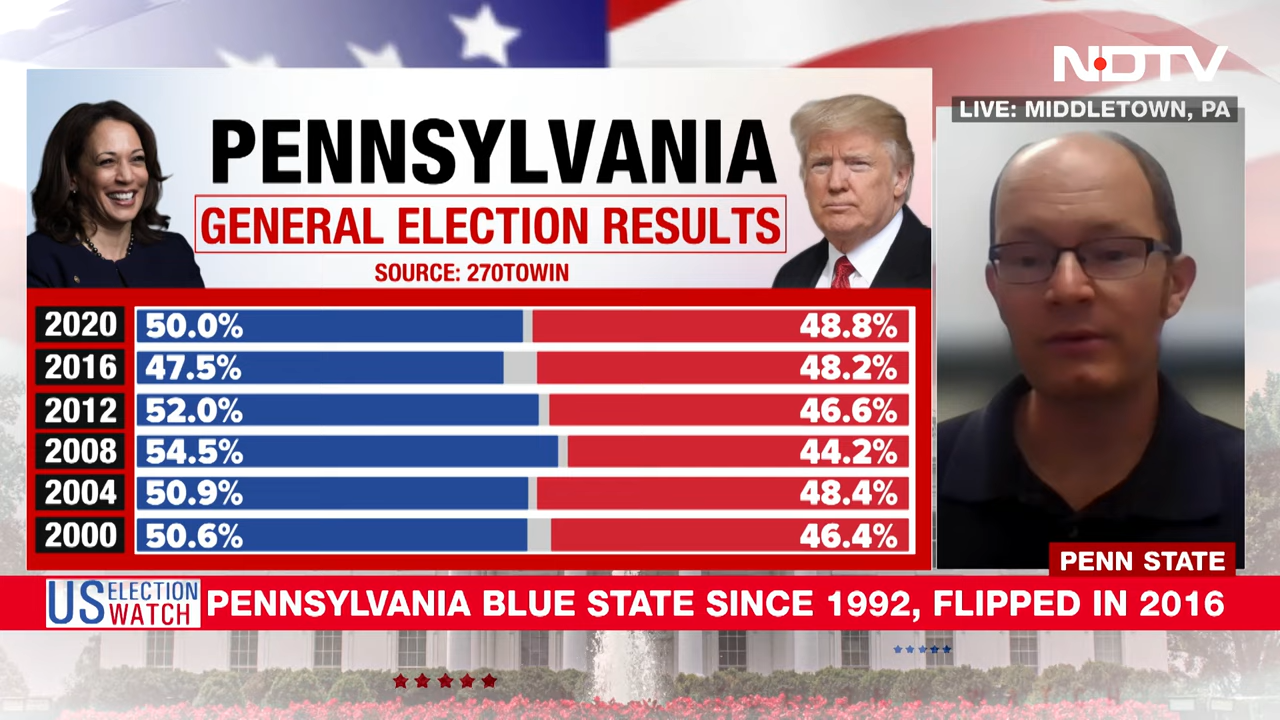 NDTV
LIVE: MIDDLETOWN, PA
PENNSYLVANIA
GENERAL ELECTION RESULTS
SOURCE: 270TOWIN
2020 50.0% 48.8%
2016 47.5% 48.2%
2012 52.0% 46.6%
2008 54.5% 44.2%
2004 50.9% 48.4%
2000 50.6% 46.4%
PENN STATE
US ELECTION WATCH
PENNSYLVANIA BLUE STATE SINCE 1992, FLIPPED IN 2016